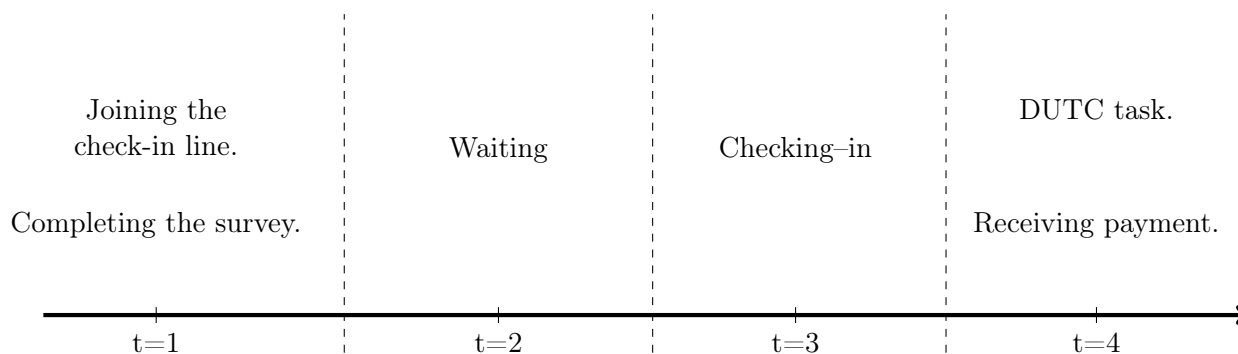 Joining the
check-in line.
Completing the survey.
Waiting
Checking–in
DUTC task.
Receiving payment.
t=1
t=2
t=3
t=4